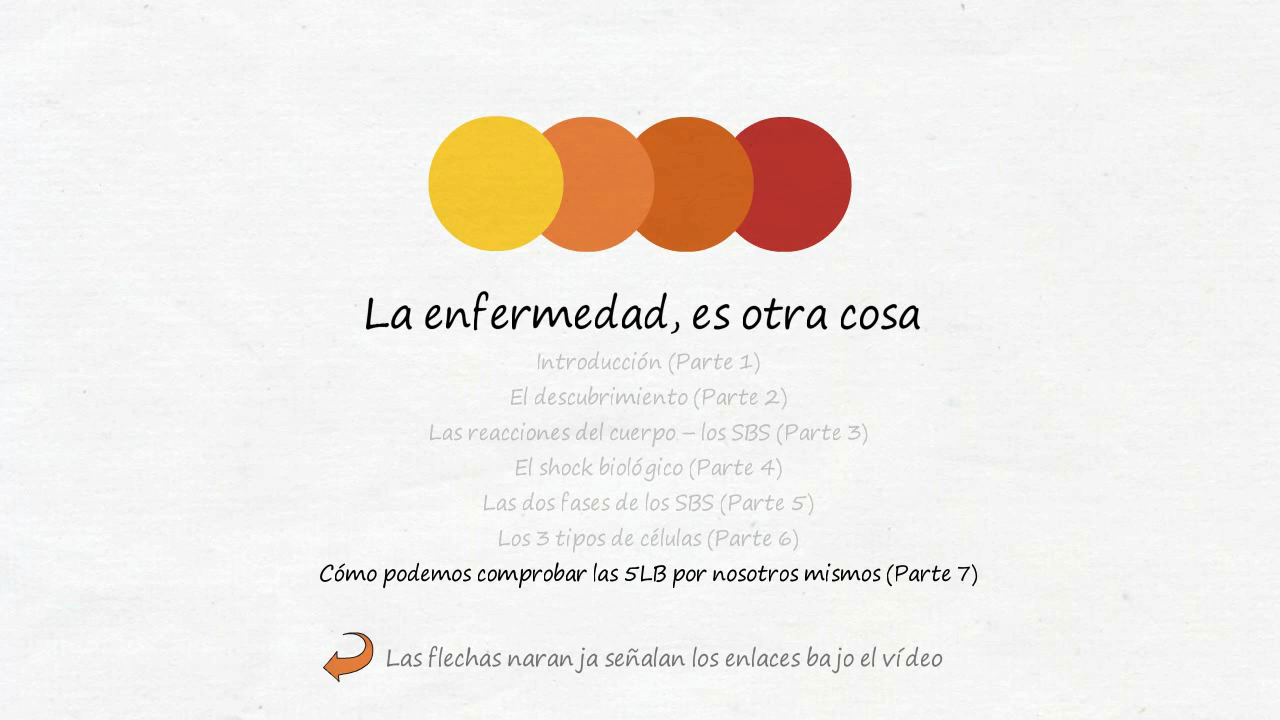 La enfermedad, es otra cosa
Introducción (Parte 1)
El descubrimiento (Parte 2)
Las reacciones del cuerpo – los SBS (Parte 3)
El shock biológico (Parte 4)
Las dos fases de los SBS (Parte 5)
Los 3 tipos de células (Parte 6)
Cómo podemos comprobar las 5LB por nosotros mismos (Parte 7)
Las flechas naranja señalan los enlaces bajo el vídeo